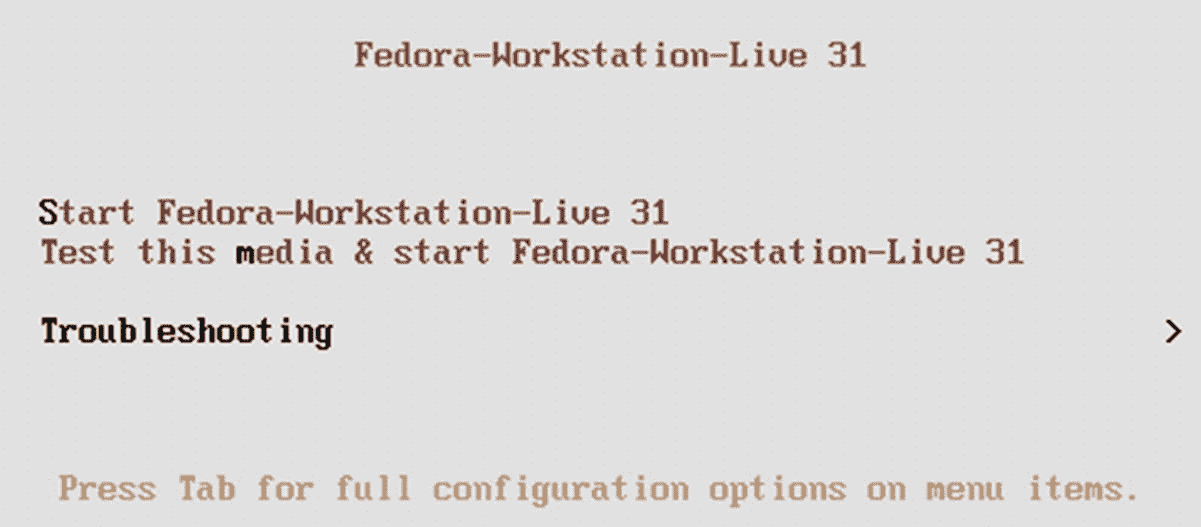 Fedora-Workstation-Live 31
Start Fedora-Workstation-Live 31
Test this media & start Fedora-Workstation-Live 31
Troubleshooting >
Press Tab for full configuration options on menu items.